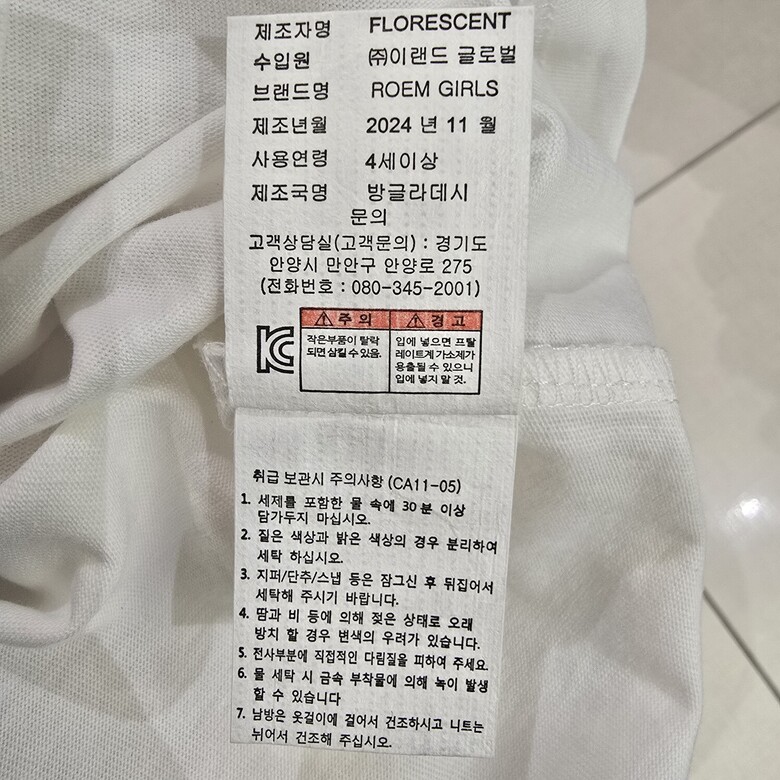 제조자명 FLORESCENT
수입원 ㈜이랜드 글로벌
브랜드명 ROEM GIRLS
제조년월 2024 년 11 월
사용연령 4세이상
제조국명 방글라데시
문의
고객상담실(고객문의) : 경기도
안양시 만안구 안양로 275
(전화번호 : 080-345-2001)
주 의
작은부품이 탈락
되면 삼킬 수 있음.
경 고
입에 넣으면 프탈
레이트계 가소제가
용출될 수 있으니
입에 넣지 말 것.
취급 보관시 주의사항 (CA11-05)
1. 세제를 포함한 물 속에 30 분 이상
담가두지 마십시오.
2. 짙은 색상과 밝은 색상의 경우 분리하여
세탁 하십시오.
3. 지퍼/단추/스냅 등은 잠그신 후 뒤집어서
세탁해 주시기 바랍니다.
4. 땀과 비 등에 의해 젖은 상태로 오래
방치 할 경우 변색의 우려가 있습니다.
5. 전사부분에 직접적인 다림질을 피하여 주세요.
6. 물 세탁 시 금속 부착물에 의해 녹이 발생
할 수 있습니다
7. 남방은 옷걸이에 걸어서 건조하시고 니트는
뉘어서 건조해 주십시오.